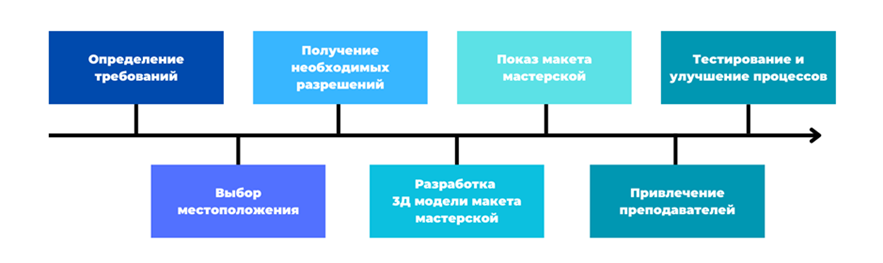 Определение
требований
Получение
необходимых
разрешений
Показ макета
мастерской
Тестирование и
улучшение процессов
Выбор
местоположения
Разработка
3Д модели макета
мастерской
Привлечение
преподавателей